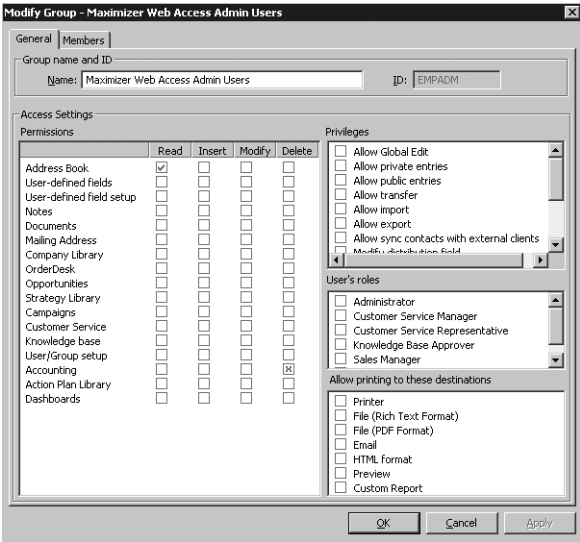 Modify Group - Maximizer Web Access Admin Users
General Members
Group name and ID
Name: Maximizer Web Access Admin Users ID: EMPADM
Access Settings
Permissions
Read Insert Modify Delete
Address Book
User-defined fields
User-defined field setup
Notes
Documents
Mailing Address
Company Library
OrderDesk
Opportunities
Strategy Library
Campaigns
Customer Service
Knowledge base
User/Group setup
Accounting
Action Plan Library
Dashboards
Privileges
Allow Global Edit
Allow private entries
Allow public entries
Allow transfer
Allow import
Allow export
Allow sync contacts with external clients
Modify distribution field
User's roles
Administrator
Customer Service Manager
Customer Service Representative
Knowledge Base Approver
Sales Manager
Allow printing to these destinations
Printer
File (Rich Text Format)
File (PDF Format)
Email
HTML format
Preview
Custom Report
OK Cancel Apply